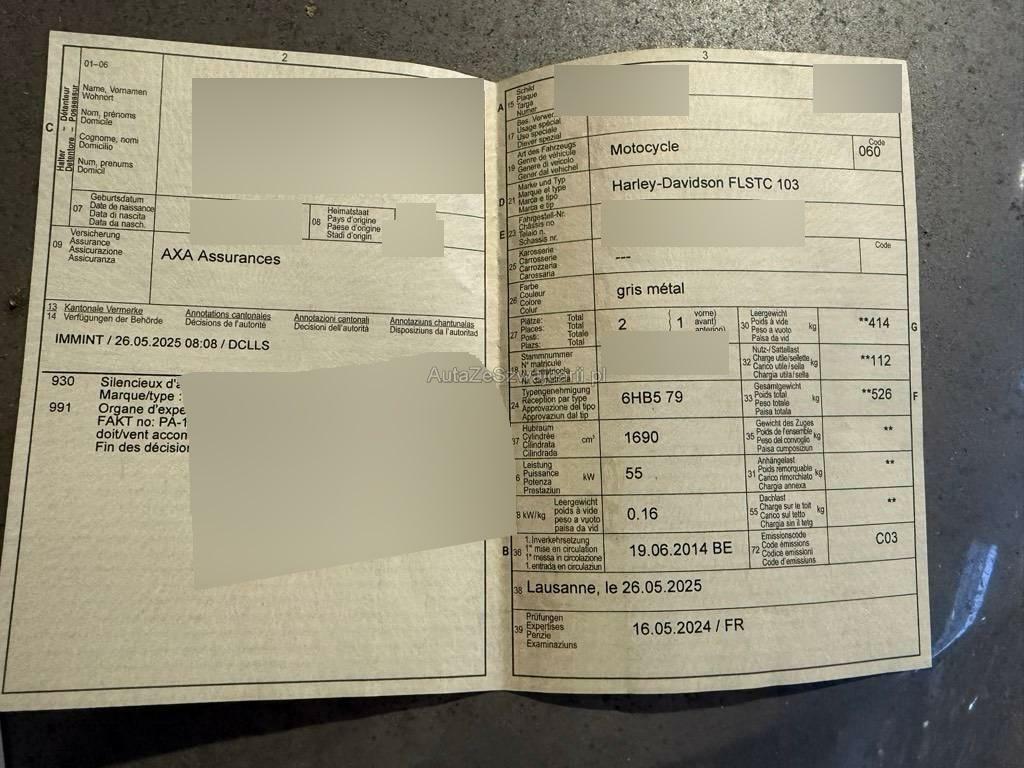 2
01–06
Halter
Détenteur
Detentore
Possessur
C
Name, Vornamen
Wohnort
Nom, prénoms
Domicile
Cognome, nomi
Domicilio
Num, prenums
Domicil
07
Geburtsdatum
Date de naissance
Data di nascita
Data da nasch.
08
Heimatstaat
Pays d'origine
Paese d'origine
Stadi d'origin
09
Versicherung
Assurance
Assicurazione
Assicuranza
AXA Assurances
13 Kantonale Vermerke Annotations cantonales Annotazioni cantonali Annotaziuns chantunalas
14 Verfügungen der Behörde Décisions de l'autorité Decisioni dell'autorità Disposiziuns da l'autoritad
IMMINT / 26.05.2025 08:08 / DCLLS
930 Silencieux d'
Marque/type :
991 Organe d'expe
FAKT no: PA-1
doit/vent accon
Fin des décision
AutaZeSzwajcarii.pl
3
A 15
Schild
Plaque
Targa
Numer
17
Bes. Verwer.
Usage spécial
Uso speciale
Diever spezial
19
Art des Fahrzeugs
Genre de véhicule
Genere di veicolo
Gener dal vehichel
Motocycle
Code
060
D 21
Marke und Typ
Marque et type
Marca e tipo
Marca e tip
Harley-Davidson FLSTC 103
E 23
Fahrgestell-Nr.
Châssis no
Telaio n.
Schassis nr.
25
Karosserie
Carrosserie
Carrozzeria
Carossaria
---
Code
26
Farbe
Couleur
Colore
Colur
gris métal
27
Plätze: Total
Places: Total
Posti: Totale
Plazs: Total
2
1
vorne)
avant)
anteriori)
30
Leergewicht
Poids à vide
Peso a vuoto
Paisa da vid
kg
**414
G
18
Stammnummer
N° matricule
N° di matricola
Nr. da matricla
32
Nutz-/Sattellast
Charge utile/sellette
Carico utile/sella
Chargia utila/sella
kg
**112
24
Typengenehmigung
Réception par type
Approvazione del tipo
Approvaziun dal tip
6HB5 79
33
Gesamtgewicht
Poids total
Peso totale
Paisa totala
kg
**526
F
37
Hubraum
Cylindrée
Cilindrata
Cilindrada
cm³
1690
35
Gewicht des Zuges
Poids de l'ensemble
Peso del convoglio
Paisa cumposiziun
kg
**
6
Leistung
Puissance
Potenza
Prestaziun
kW
55
31
Anhängelast
Poids remorquable
Carico rimorchiato
Chargia annexa
kg
**
8 kW/kg
Leergewicht
poids à vide
peso a vuoto
paisa da vid
0.16
55
Dachlast
Charge sur le toit
Carico sul tetto
Chargia sin il tetg
kg
**
B 36
1. Inverkehrsetzung
1re mise en circulation
1a messa in circolazione
1. entrada en circulaziun
19.06.2014 BE
72
Emissionscode
Code émissions
Codice emissioni
Code d'emissiuns
C03
38 Lausanne, le 26.05.2025
39
Prüfungen
Expertises
Perizie
Examinaziuns
16.05.2024 / FR